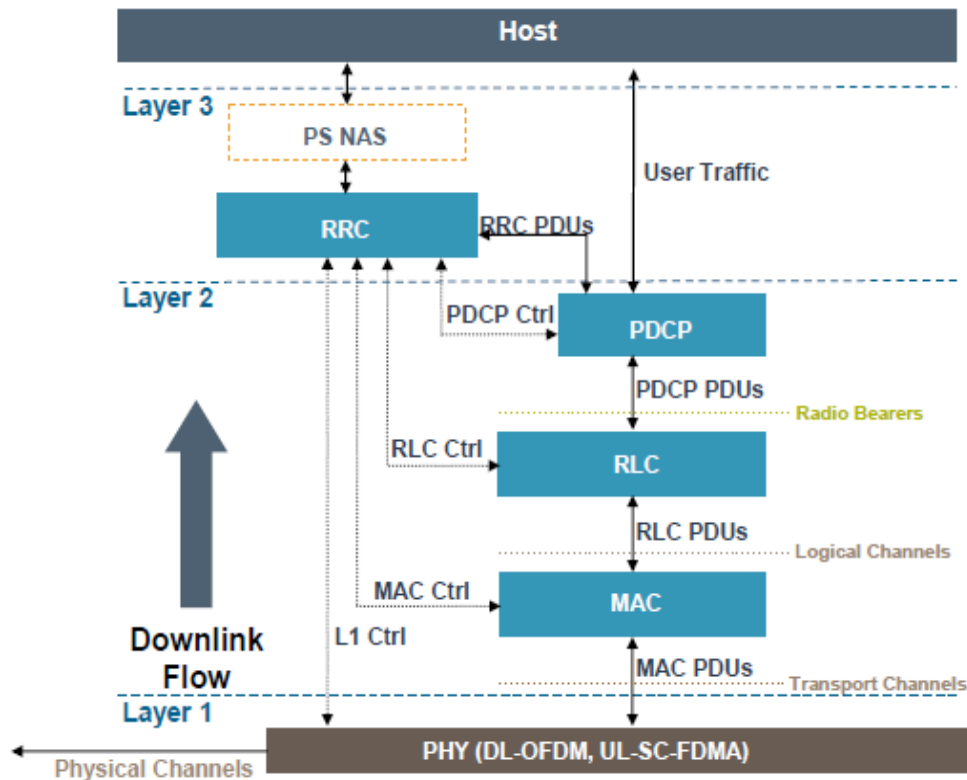 Host
Layer 3
PS NAS
User Traffic
RRC
RRC PDUs
Layer 2
PDCP Ctrl
PDCP
PDCP PDUs
Radio Bearers
RLC Ctrl
RLC
RLC PDUs
Logical Channels
MAC Ctrl
MAC
Downlink
Flow
L1 Ctrl
MAC PDUs
Transport Channels
Layer 1
PHY (DL-OFDM, UL-SC-FDMA)
Physical Channels